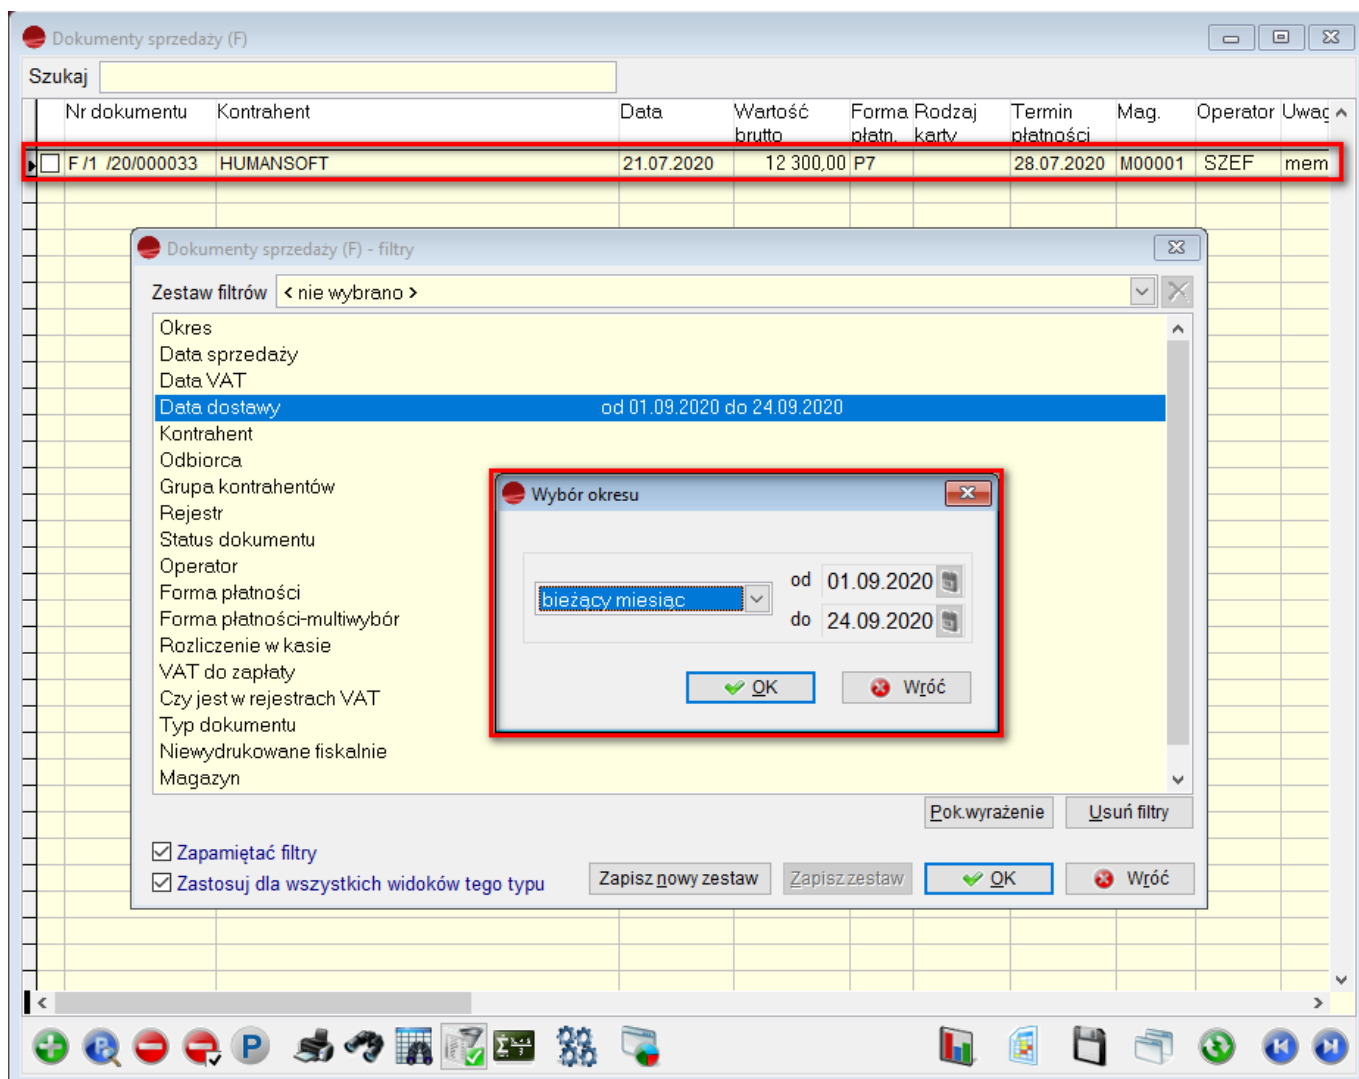 Dokumenty sprzedaży (F)
Szukaj
Nr dokumentu Kontrahent Data Wartość brutto Forma płatn. Rodzaj karty Termin płatności Mag. Operator Uwag
F /1 /20/000033 HUMANSOFT 21.07.2020 12 300,00 P7 28.07.2020 M00001 SZEF mem
Dokumenty sprzedaży (F) - filtry
Zestaw filtrów < nie wybrano >
Okres
Data sprzedaży
Data VAT
Data dostawy od 01.09.2020 do 24.09.2020
Kontrahent
Odbiorca
Grupa kontrahentów
Rejestr
Status dokumentu
Operator
Forma płatności
Forma płatności-multiwybór
Rozliczenie w kasie
VAT do zapłaty
Czy jest w rejestrach VAT
Typ dokumentu
Niewydrukowane fiskalnie
Magazyn
Wybór okresu
bieżący miesiąc
od 01.09.2020
do 24.09.2020
OK Wróć
Pok.wyrażenie Usuń filtry
Zapamiętać filtry
Zastosuj dla wszystkich widoków tego typu
Zapisz nowy zestaw Zapisz zestaw OK Wróć